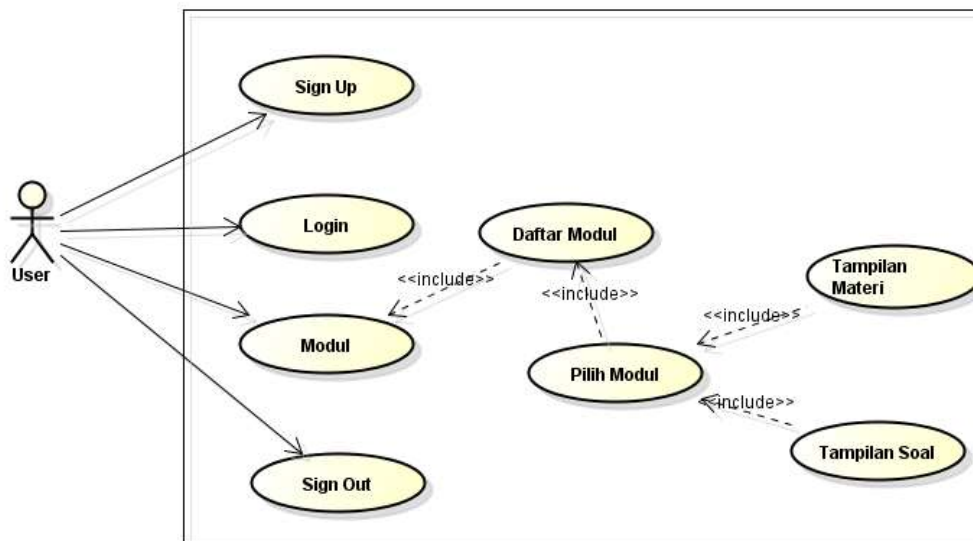 Sign Up
Login
User
Modul
Sign Out
Daftar Modul
<<include>>
<<include>>
Pilih Modul
Tampilan
Materi
<<include>>
<<include>>
Tampilan Soal